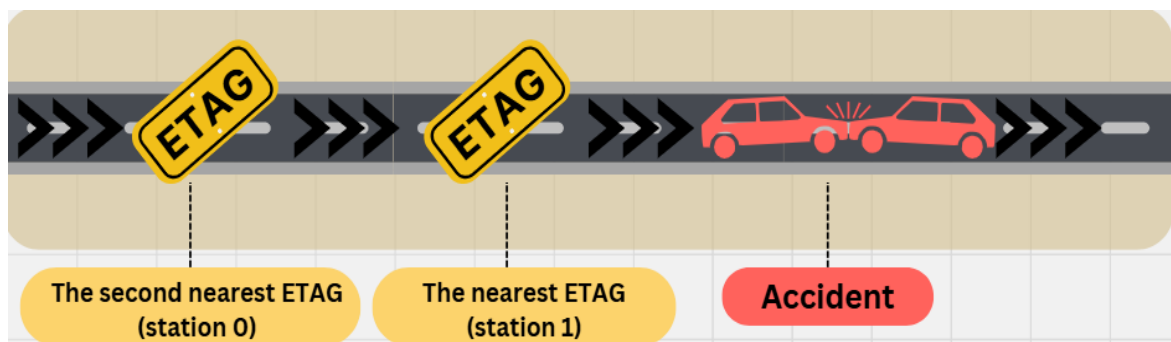 ETAG
ETAG
The second nearest ETAG
(station 0)
The nearest ETAG
(station 1)
Accident